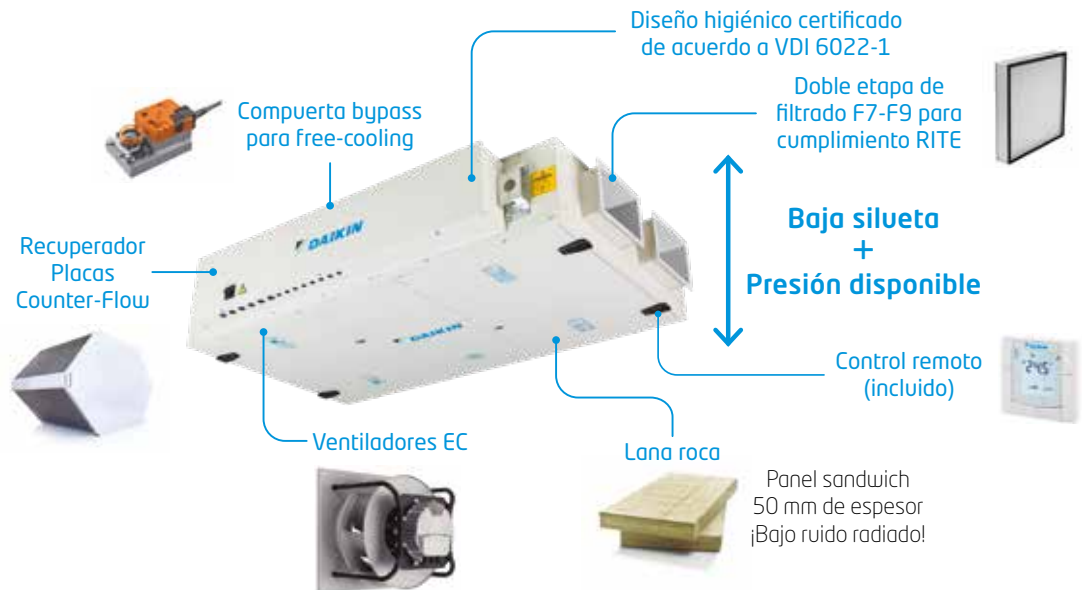 Diseño higiénico certificado
de acuerdo a VDI 6022-1
Compuerta bypass
para free-cooling
Doble etapa de
filtrado F7-F9 para
cumplimiento RITE
DAIKIN
Baja silueta
+
Presión disponible
Recuperador
Placas
Counter-Flow
DAIKIN
Control remoto
(incluido)
24.5
Ventiladores EC
Lana roca
Panel sandwich
50 mm de espesor
¡Bajo ruido radiado!